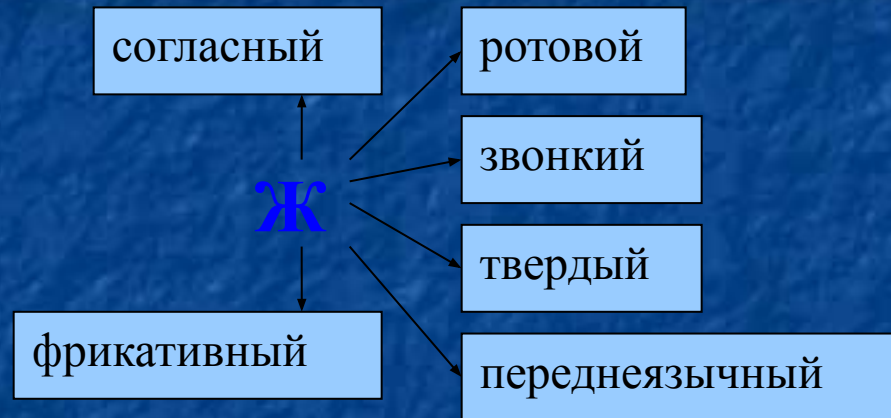 согласный
ротовой
звонкий
Ж
твердый
фрикативный
переднеязычный